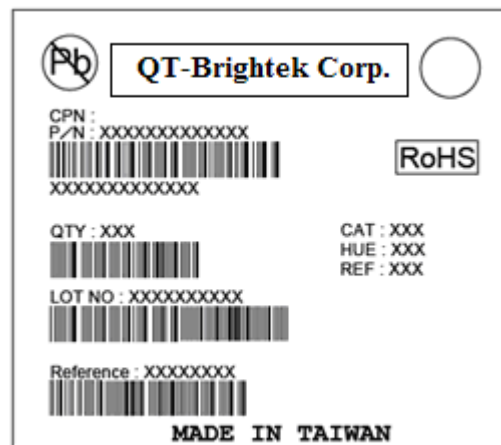 Pb
QT-Brightek Corp.
CPN :
P/N : XXXXXXXXXXXXX
RoHS
XXXXXXXXXXXXX
QTY : XXX
CAT : XXX
HUE : XXX
REF : XXX
LOT NO : XXXXXXXXXX
Reference : XXXXXXXX
MADE IN TAIWAN